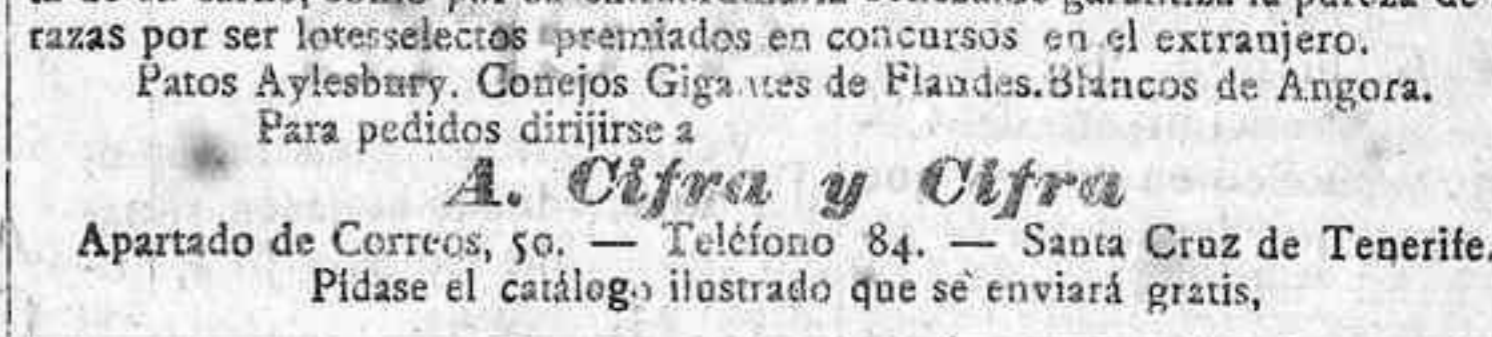 razas por ser lotes selectos premiados en concursos en el extranjero.
Patos Aylesbury. Conejos Gigantes de Flandes. Blancos de Angora.
Para pedidos dirijirse a
A. Cifra y Cifra
Apartado de Correos, 50. — Teléfono 84. — Santa Cruz de Tenerife.
Pídase el catálogo ilustrado que se enviará gratis,